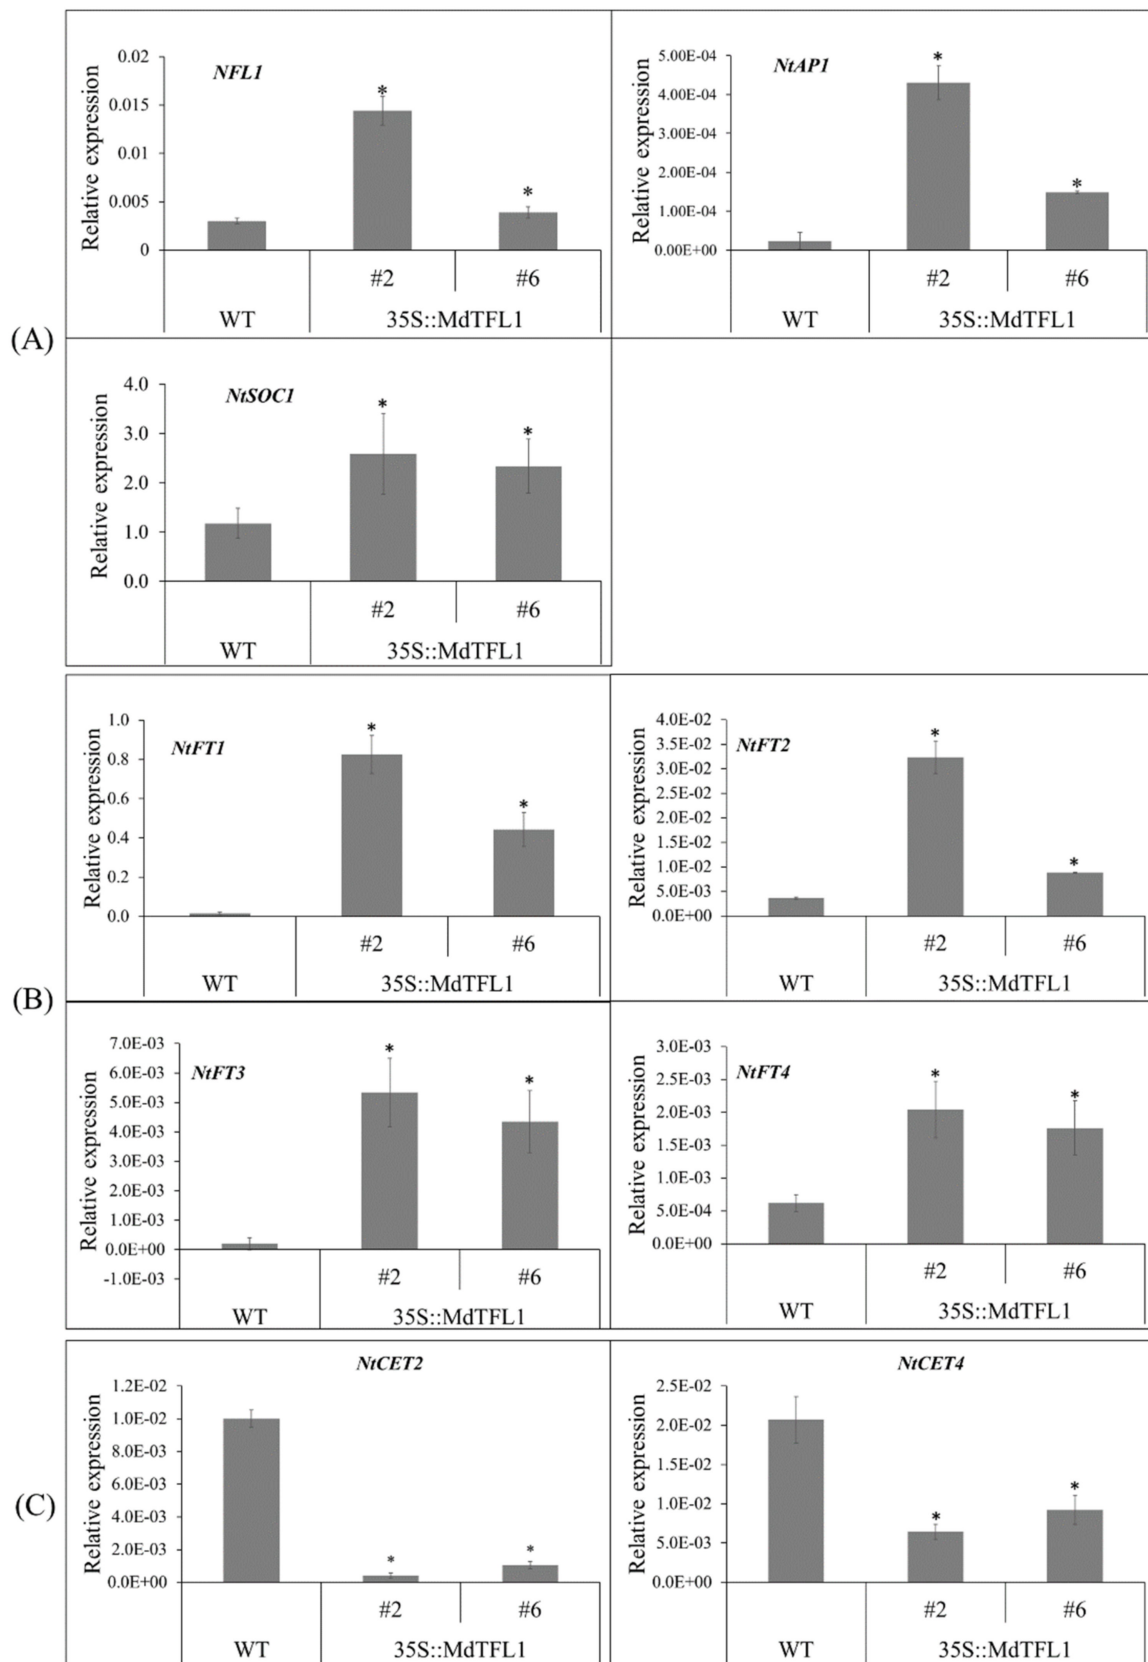 (A)
NFL1
Relative expression
0.02
0.015
0.01
0.005
0
*
*
#2
#6
WT
35S::MdTFL1
NtAP1
Relative expression
5.00E-04
4.00E-04
3.00E-04
2.00E-04
1.00E-04
0.00E+00
*
*
#2
#6
WT
35S::MdTFL1
NtSOC1
Relative expression
4.0
3.0
2.0
1.0
0.0
*
*
#2
#6
WT
35S::MdTFL1
(B)
NtFT1
Relative expression
1.0
0.8
0.6
0.4
0.2
0.0
*
*
#2
#6
WT
35S::MdTFL1
NtFT2
Relative expression
4.0E-02
3.5E-02
3.0E-02
2.5E-02
2.0E-02
1.5E-02
1.0E-02
5.0E-03
0.0E+00
*
*
#2
#6
WT
35S::MdTFL1
NtFT3
Relative expression
7.0E-03
6.0E-03
5.0E-03
4.0E-03
3.0E-03
2.0E-03
1.0E-03
0.0E+00
-1.0E-03
*
*
#2
#6
WT
35S::MdTFL1
NtFT4
Relative expression
3.0E-03
2.5E-03
2.0E-03
1.5E-03
1.0E-03
5.0E-04
0.0E+00
*
*
#2
#6
WT
35S::MdTFL1
(C)
NtCET2
Relative expression
1.2E-02
1.0E-02
8.0E-03
6.0E-03
4.0E-03
2.0E-03
0.0E+00
*
*
#2
#6
WT
35S::MdTFL1
NtCET4
Relative expression
2.5E-02
2.0E-02
1.5E-02
1.0E-02
5.0E-03
0.0E+00
*
*
#2
#6
WT
35S::MdTFL1